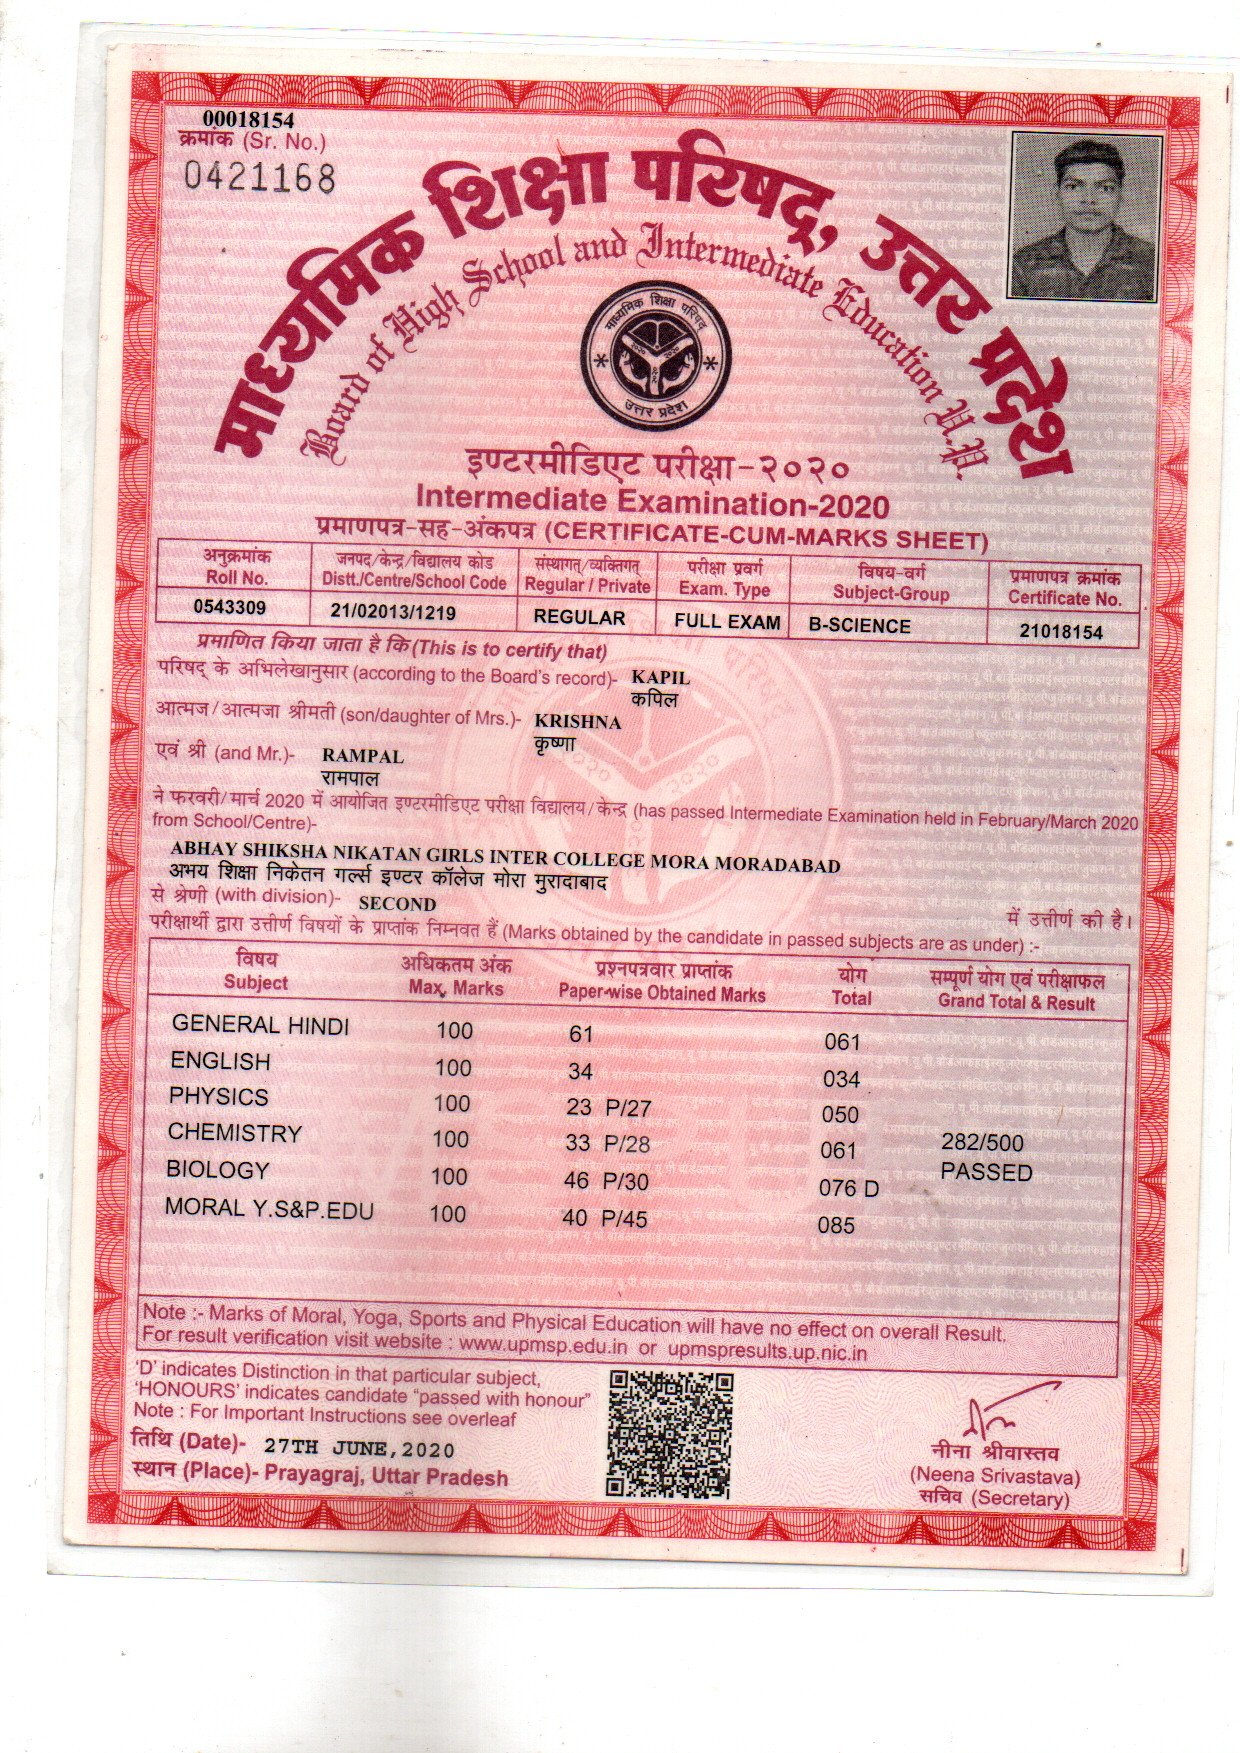 00018154
क्रमांक (Sr. No.)
0421168
माध्यमिक शिक्षा परिषद्, उत्तर प्रदेश
Board of High School and Intermediate Education U.P.
माध्यमिक शिक्षा परिषद्
उत्तर प्रदेश
इण्टरमीडिएट परीक्षा-२०२०
Intermediate Examination-2020
प्रमाणपत्र-सह-अंकपत्र (CERTIFICATE-CUM-MARKS SHEET)
अनुक्रमांक जनपद/केन्द्र/विद्यालय कोड संस्थागत्/व्यक्तिगत् परीक्षा प्रवर्ग विषय-वर्ग प्रमाणपत्र क्रमांक
Roll No. Distt./Centre/School Code Regular / Private Exam. Type Subject-Group Certificate No.
0543309 21/02013/1219 REGULAR FULL EXAM B-SCIENCE 21018154
प्रमाणित किया जाता है कि (This is to certify that)
परिषद् के अभिलेखानुसार (according to the Board's record)- KAPIL
कपिल
आत्मज/आत्मजा श्रीमती (son/daughter of Mrs.)- KRISHNA
कृष्णा
एवं श्री (and Mr.)- RAMPAL
रामपाल
ने फरवरी/मार्च 2020 में आयोजित इण्टरमीडिएट परीक्षा विद्यालय/केन्द्र (has passed Intermediate Examination held in February/March 2020
from School/Centre)-
ABHAY SHIKSHA NIKATAN GIRLS INTER COLLEGE MORA MORADABAD
अभय शिक्षा निकेतन गर्ल्स इण्टर कॉलेज मोरा मुरादाबाद
से श्रेणी (with division)- SECOND में उत्तीर्ण की है।
परीक्षार्थी द्वारा उत्तीर्ण विषयों के प्राप्तांक निम्नवत हैं (Marks obtained by the candidate in passed subjects are as under) :-
विषय अधिकतम अंक प्रश्नपत्रवार प्राप्तांक योग सम्पूर्ण योग एवं परीक्षाफल
Subject Max. Marks Paper-wise Obtained Marks Total Grand Total & Result
GENERAL HINDI 100 61 061
ENGLISH 100 34 034
PHYSICS 100 23 P/27 050
CHEMISTRY 100 33 P/28 061 282/500
BIOLOGY 100 46 P/30 076 D PASSED
MORAL Y.S&P.EDU 100 40 P/45 085
Note :- Marks of Moral, Yoga, Sports and Physical Education will have no effect on overall Result.
For result verification visit website : www.upmsp.edu.in or upmspresults.up.nic.in
'D' indicates Distinction in that particular subject,
'HONOURS' indicates candidate "passed with honour"
Note : For Important Instructions see overleaf
तिथि (Date)- 27TH JUNE,2020
स्थान (Place)- Prayagraj, Uttar Pradesh
नीना श्रीवास्तव
(Neena Srivastava)
सचिव (Secretary)